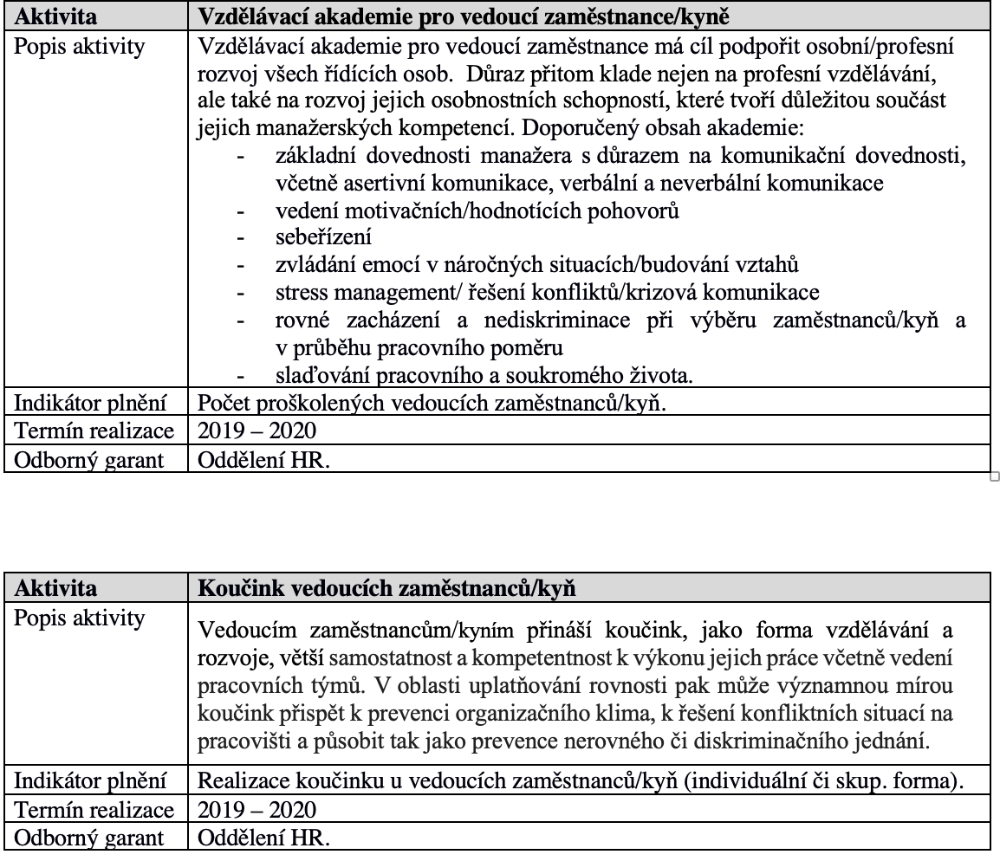 Aktivita Vzdělávací akademie pro vedoucí zaměstnance/kyně
Popis aktivity Vzdělávací akademie pro vedoucí zaměstnance má cíl podpořit osobní/profesní
rozvoj všech řídících osob. Důraz přitom klade nejen na profesní vzdělávání,
ale také na rozvoj jejich osobnostních schopností, které tvoří důležitou součást
jejich manažerských kompetencí. Doporučený obsah akademie:
- základní dovednosti manažera s důrazem na komunikační dovednosti,
včetně asertivní komunikace, verbální a neverbální komunikace
- vedení motivačních/hodnotících pohovorů
- sebeřízení
- zvládání emocí v náročných situacích/budování vztahů
- stress management/ řešení konfliktů/krizová komunikace
- rovné zacházení a nediskriminace při výběru zaměstnanců/kyň a
v průběhu pracovního poměru
- slaďování pracovního a soukromého života.
Indikátor plnění Počet proškolených vedoucích zaměstnanců/kyň.
Termín realizace 2019 – 2020
Odborný garant Oddělení HR.
Aktivita Koučink vedoucích zaměstnanců/kyň
Popis aktivity
Vedoucím zaměstnancům/kyním přináší koučink, jako forma vzdělávání a
rozvoje, větší samostatnost a kompetentnost k výkonu jejich práce včetně vedení
pracovních týmů. V oblasti uplatňování rovnosti pak může významnou mírou
koučink přispět k prevenci organizačního klima, k řešení konfliktních situací na
pracovišti a působit tak jako prevence nerovného či diskriminačního jednání.
Indikátor plnění Realizace koučinku u vedoucích zaměstnanců/kyň (individuální či skup. forma).
Termín realizace 2019 – 2020
Odborný garant Oddělení HR.